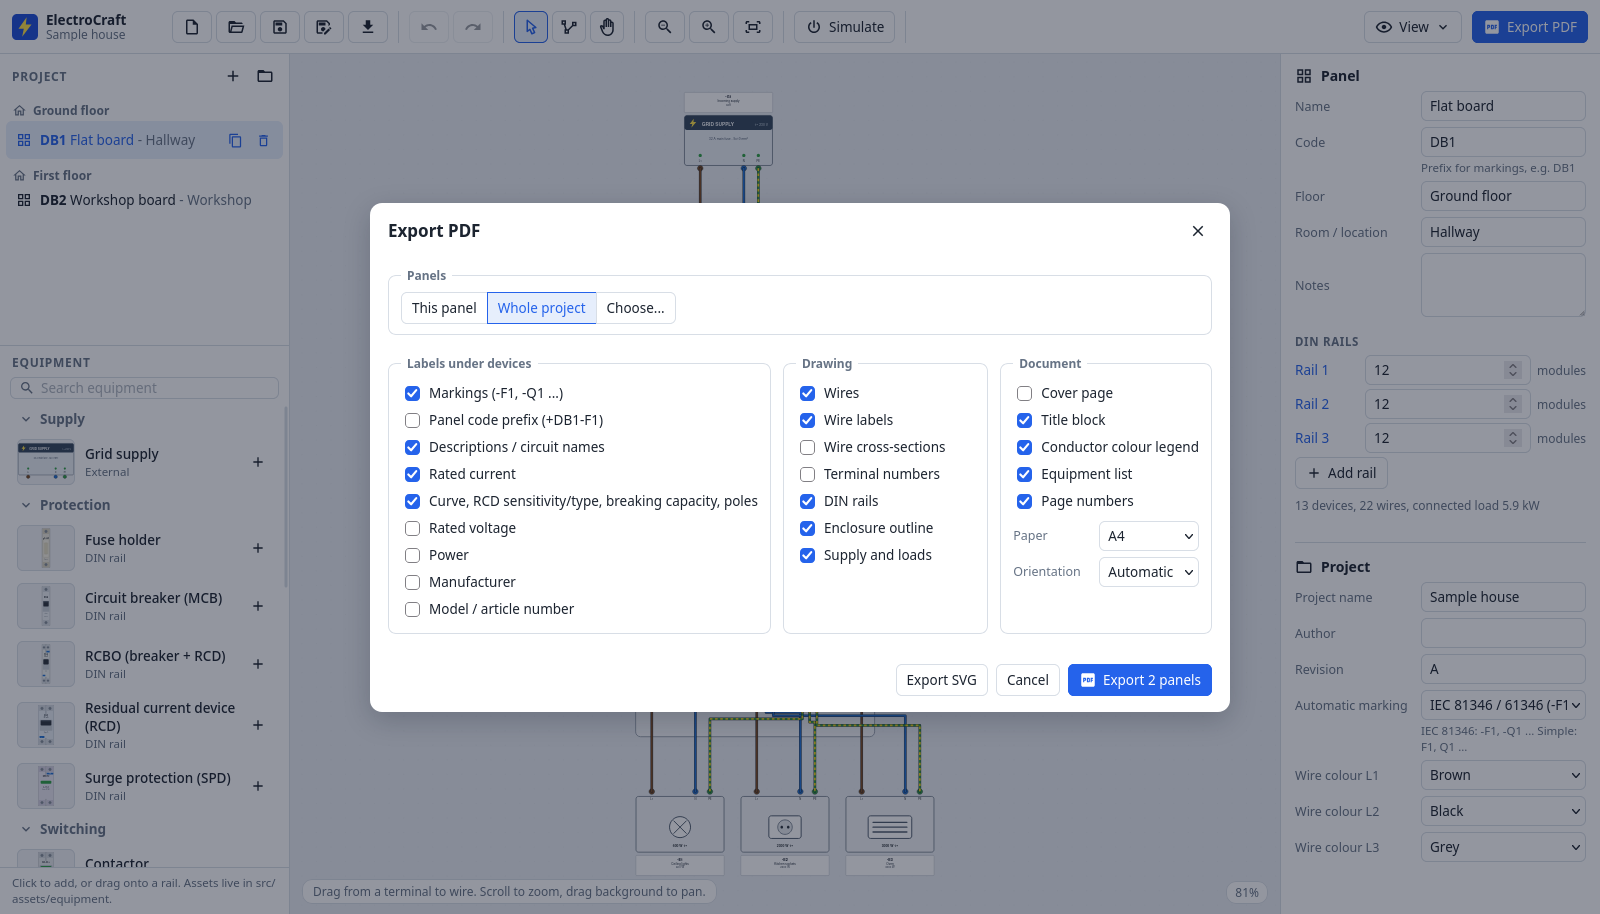 ElectroCraft
Sample house
Simulate
View
PDF Export PDF
PROJECT
Ground floor
DB1 Flat board - Hallway
First floor
DB2 Workshop board - Workshop
EQUIPMENT
Search equipment
Supply
Grid supply
External
Protection
Fuse holder
DIN rail
Circuit breaker (MCB)
DIN rail
RCBO (breaker + RCD)
DIN rail
Residual current device
(RCD)
DIN rail
Surge protection (SPD)
DIN rail
Switching
Contactor
Click to add, or drag onto a rail. Assets live in src/
assets/equipment.
GRID SUPPLY
Export PDF
Panels
This panel
Whole project
Choose...
Labels under devices
Markings (-F1, -Q1 ...)
Panel code prefix (+DB1-F1)
Descriptions / circuit names
Rated current
Curve, RCD sensitivity/type, breaking capacity, poles
Rated voltage
Power
Manufacturer
Model / article number
Drawing
Wires
Wire labels
Wire cross-sections
Terminal numbers
DIN rails
Enclosure outline
Supply and loads
Document
Cover page
Title block
Conductor colour legend
Equipment list
Page numbers
Paper A4
Orientation Automatic
Export SVG
Cancel
PDF Export 2 panels
Drag from a terminal to wire. Scroll to zoom, drag background to pan.
81%
Panel
Name Flat board
Code DB1
Prefix for markings, e.g. DB1
Floor Ground floor
Room / location Hallway
Notes
DIN RAILS
Rail 1 12 modules
Rail 2 12 modules
Rail 3 12 modules
Add rail
13 devices, 22 wires, connected load 5.9 kW
Project
Project name Sample house
Author
Revision A
Automatic marking IEC 81346 / 61346 (-F1
IEC 81346: -F1, -Q1 ... Simple:
F1, Q1 ...
Wire colour L1 Brown
Wire colour L2 Black
Wire colour L3 Grey